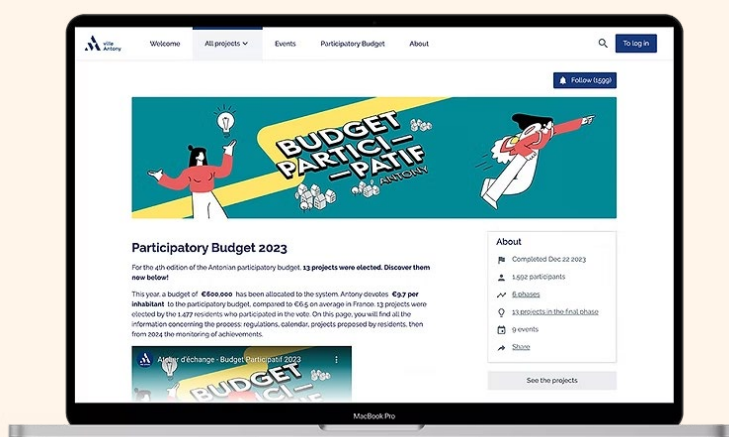 ville
Antony
Welcome
All projects
Events
Participatory Budget
About
To log in
Follow (1599)
BUDGET
PARTICI—
—PATIF
ANTONY
Participatory Budget 2023
For the 4th edition of the Antonian participatory budget, 13 projects were elected. Discover them
now below!
This year, a budget of €600,000 has been allocated to the system. Antony devotes €9.7 per
inhabitant to the participatory budget, compared to €6.5 on average in France. 13 projects were
elected by the 1,477 residents who participated in the vote. On this page, you will find all the
information concerning the process: regulations, calendar, projects proposed by residents, then
from 2024 the monitoring of achievements.
Atelier d'échange - Budget Participatif 2023
BUDGET
About
Completed Dec 22 2023
1,592 participants
6 phases
13 projects in the final phase
9 events
Share
See the projects
MacBook Pro